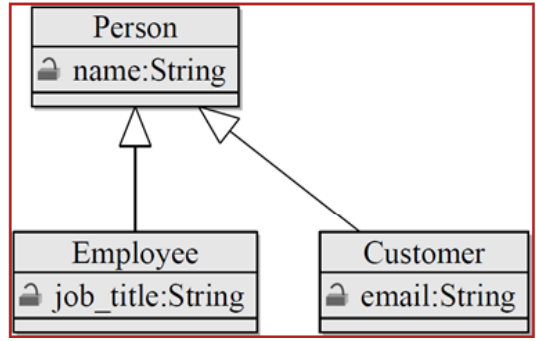 Person
name:String
Employee
job_title:String
Customer
email:String